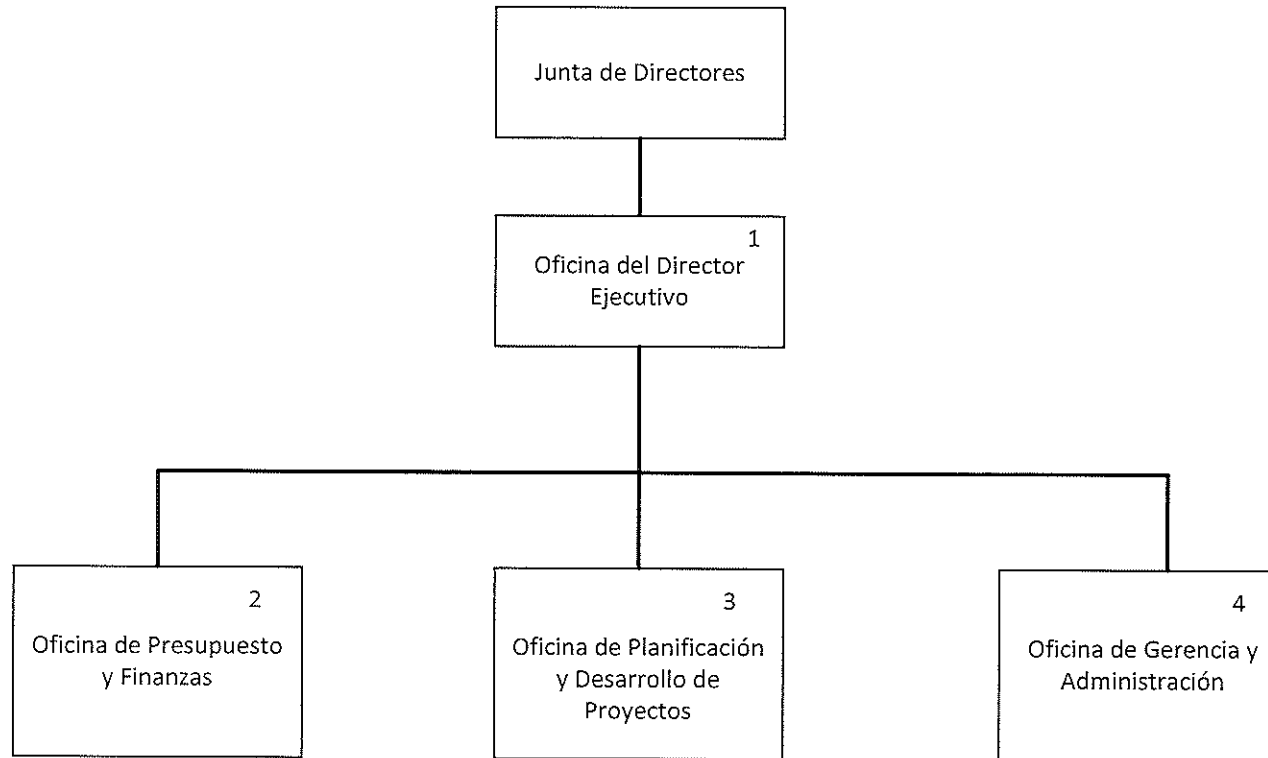 Junta de Directores
1
Oficina del Director
Ejecutivo
2
Oficina de Presupuesto
y Finanzas
3
Oficina de Planificación
y Desarrollo de
Proyectos
4
Oficina de Gerencia y
Administración